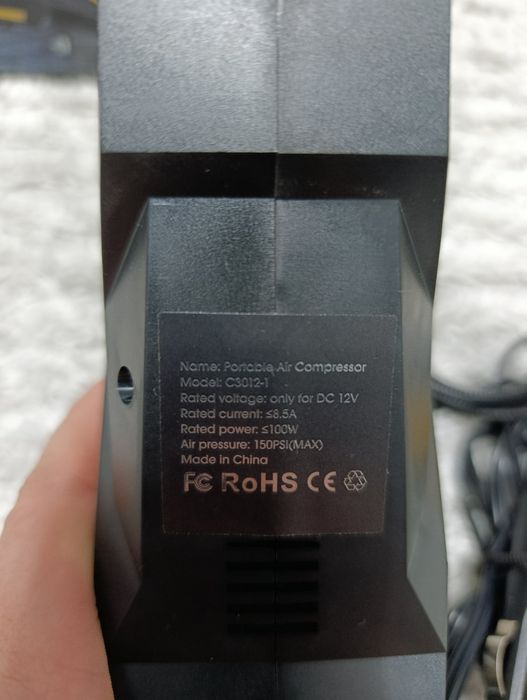 Name: Portable Air Compressor
Model: C3012-1
Rated voltage: only for DC 12V
Rated current: ≤8.5A
Rated power: ≤100W
Air pressure: 150PSI(MAX)
Made in China
FC RoHS CE